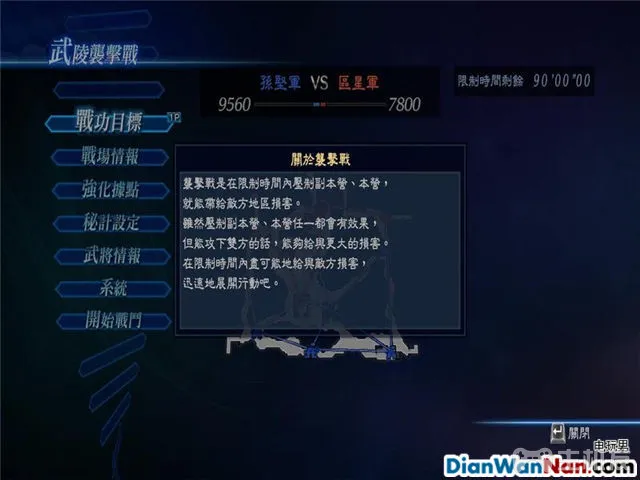 武陵襲擊戰
孫堅軍 VS 區星軍
9560 7800
限制時間剩餘 90'00"00
戰功目標 1P
戰場情報
強化據點
秘計設定
武將情報
系統
開始戰鬥
關於襲擊戰
襲擊戰是在限制時間內壓制副本營、本營，
就能帶給敵方地區損害。
雖然壓制副本營、本營任一都會有效果，
但能攻下雙方的話，能夠給與更大的損害。
在限制時間內盡可能地給與敵方損害，
迅速地展開行動吧。
關閉
电玩男
DianWanNan.com